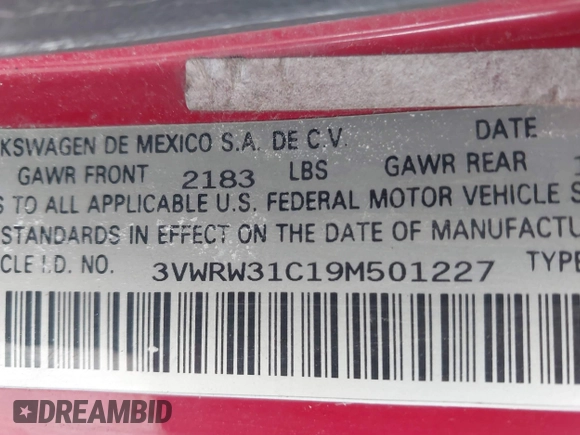 KSWAGEN DE MEXICO S.A. DE C.V. DATE
GAWR FRONT 2183 LBS GAWR REAR
S TO ALL APPLICABLE U.S. FEDERAL MOTOR VEHICLE S
STANDARDS IN EFFECT ON THE DATE OF MANUFAC
CLE I.D. NO. 3VWRW31C19M501227 TYPE
DREAMBID